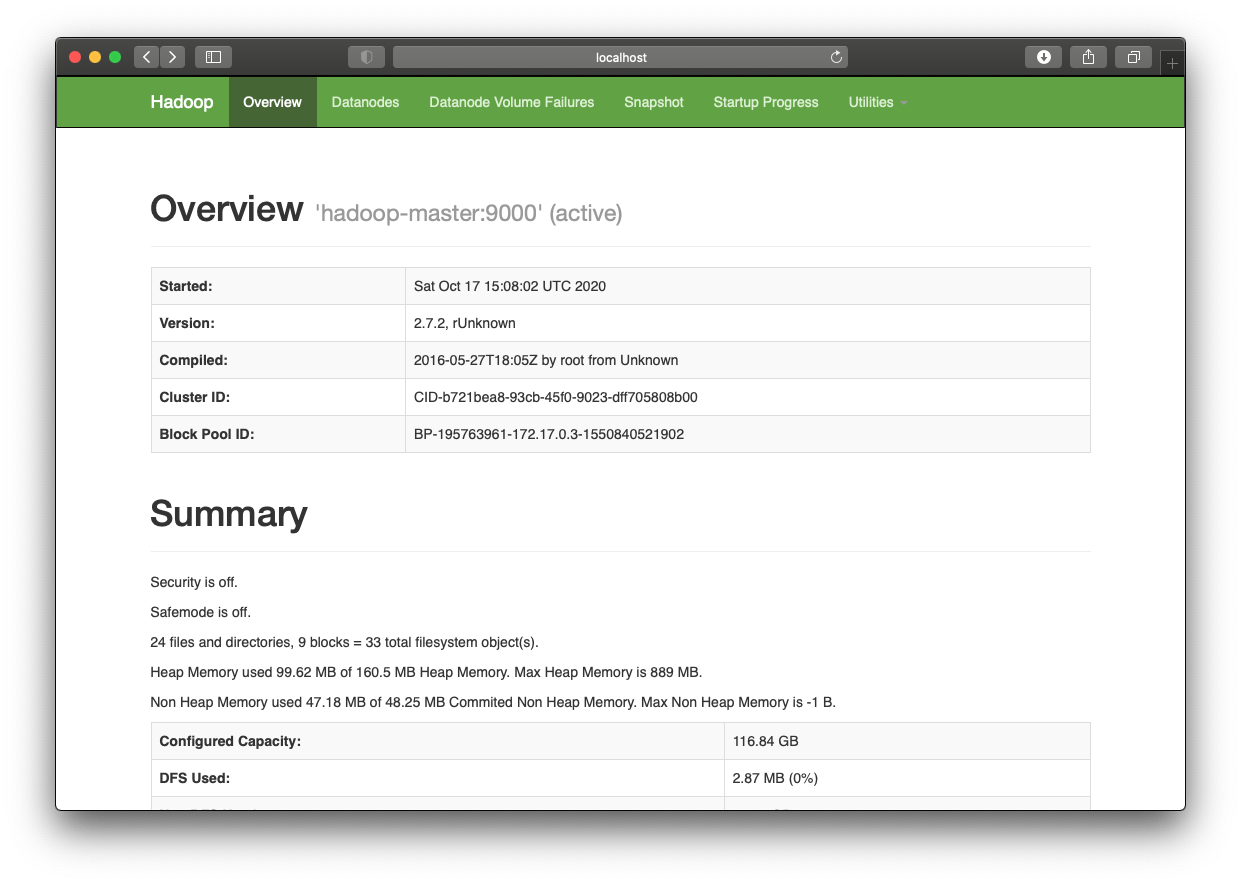 localhost
Hadoop Overview Datanodes Datanode Volume Failures Snapshot Startup Progress Utilities
Overview 'hadoop-master:9000' (active)
Started: Sat Oct 17 15:08:02 UTC 2020
Version: 2.7.2, rUnknown
Compiled: 2016-05-27T18:05Z by root from Unknown
Cluster ID: CID-b721bea8-93cb-45f0-9023-dff705808b00
Block Pool ID: BP-195763961-172.17.0.3-1550840521902
Summary
Security is off.
Safemode is off.
24 files and directories, 9 blocks = 33 total filesystem object(s).
Heap Memory used 99.62 MB of 160.5 MB Heap Memory. Max Heap Memory is 889 MB.
Non Heap Memory used 47.18 MB of 48.25 MB Commited Non Heap Memory. Max Non Heap Memory is -1 B.
Configured Capacity: 116.84 GB
DFS Used: 2.87 MB (0%)